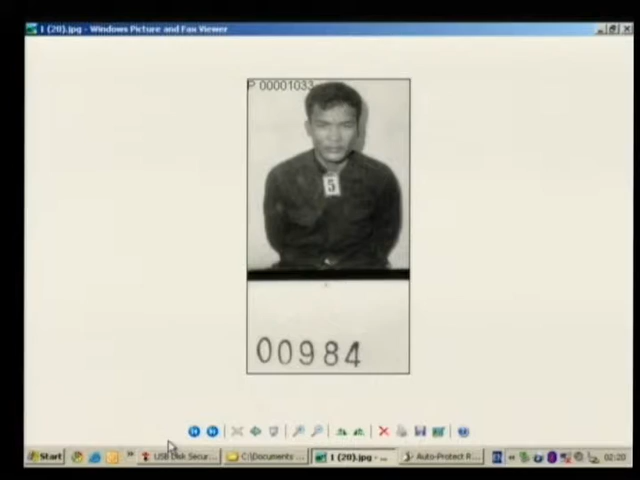 1 (20).jpg - Windows Picture and Fax Viewer
P 00001033
5
00984
Start
USB Disk Secur...
C:\Documents ...
1 (20).jpg - ...
Auto-Protect R...
02:20